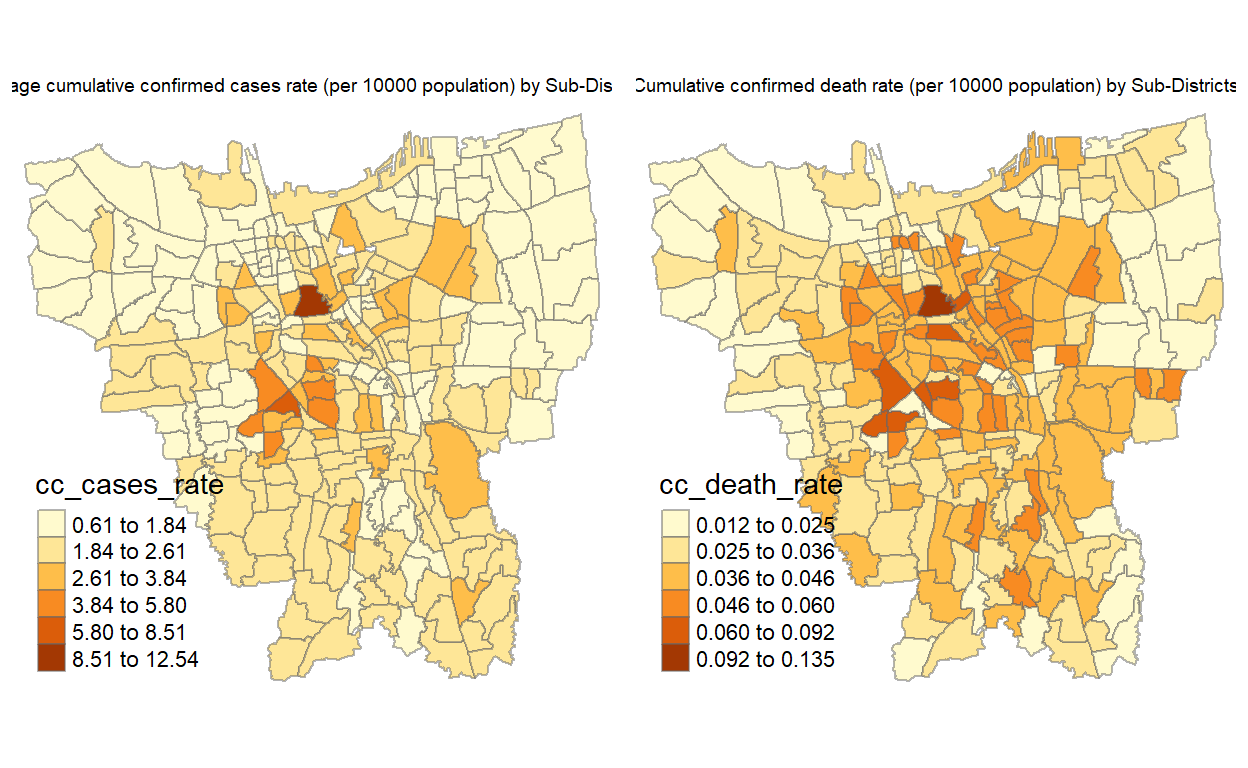 age cumulative confirmed cases rate (per 10000 population) by Sub-Dis
Cumulative confirmed death rate (per 10000 population) by Sub-Districts
cc_cases_rate
0.61 to 1.84
1.84 to 2.61
2.61 to 3.84
3.84 to 5.80
5.80 to 8.51
8.51 to 12.54
cc_death_rate
0.012 to 0.025
0.025 to 0.036
0.036 to 0.046
0.046 to 0.060
0.060 to 0.092
0.092 to 0.135